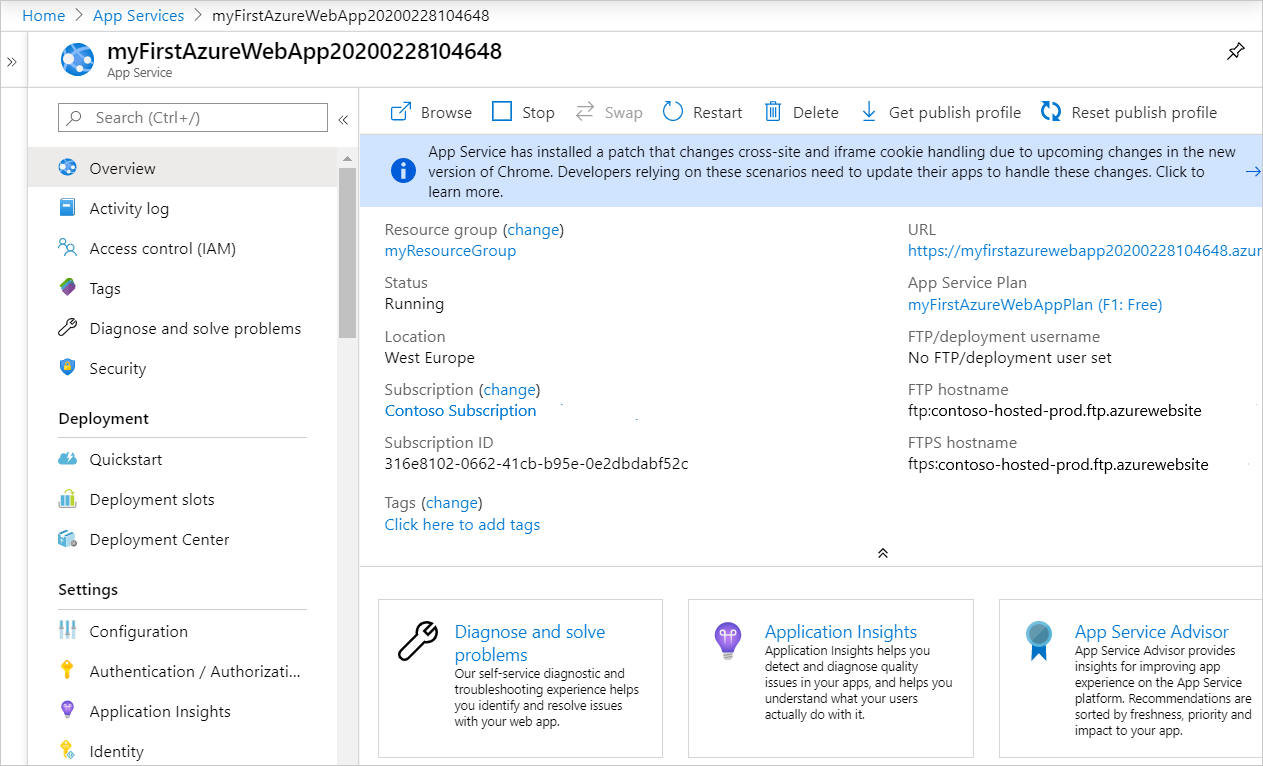 Home > App Services > myFirstAzureWebApp20200228104648
»
myFirstAzureWebApp20200228104648
App Service
Search (Ctrl+/)
«
Overview
Activity log
Access control (IAM)
Tags
Diagnose and solve problems
Security
Deployment
Quickstart
Deployment slots
Deployment Center
Settings
Configuration
Authentication / Authorizati...
Application Insights
Identity
Browse Stop Swap Restart Delete Get publish profile Reset publish profile
App Service has installed a patch that changes cross-site and iframe cookie handling due to upcoming changes in the new
version of Chrome. Developers relying on these scenarios need to update their apps to handle these changes. Click to
learn more.
Resource group (change)
myResourceGroup
Status
Running
Location
West Europe
Subscription (change)
Contoso Subscription
Subscription ID
316e8102-0662-41cb-b95e-0e2dbdabf52c
Tags (change)
Click here to add tags
URL
https://myfirstazurewebapp20200228104648.azur
App Service Plan
myFirstAzureWebAppPlan (F1: Free)
FTP/deployment username
No FTP/deployment user set
FTP hostname
ftp:contoso-hosted-prod.ftp.azurewebsite
FTPS hostname
ftps:contoso-hosted-prod.ftp.azurewebsite
Diagnose and solve
problems
Our self-service diagnostic and
troubleshooting experience helps
you identify and resolve issues
with your web app.
Application Insights
Application Insights helps you
detect and diagnose quality
issues in your apps, and helps you
understand what your users
actually do with it.
App Service Advisor
App Service Advisor provides
insights for improving app
experience on the App Service
platform. Recommendations are
sorted by freshness, priority and
impact to your app.